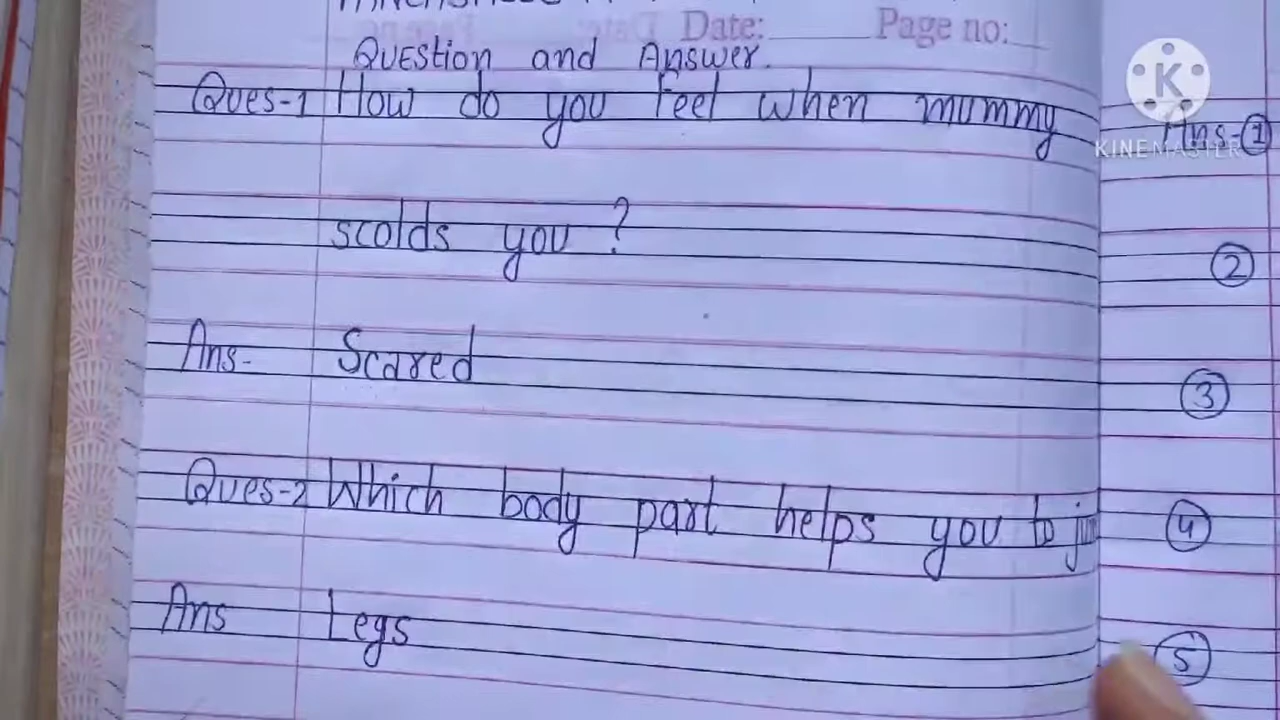 Date: Page no:
Question and Answer.
Ques-1 How do you feel when mummy
scolds you?
Ans- Scared
Ques-2 Which body part helps you to
Ans Legs
Ans-①
②
③
④
⑤
K
KINEMASTER